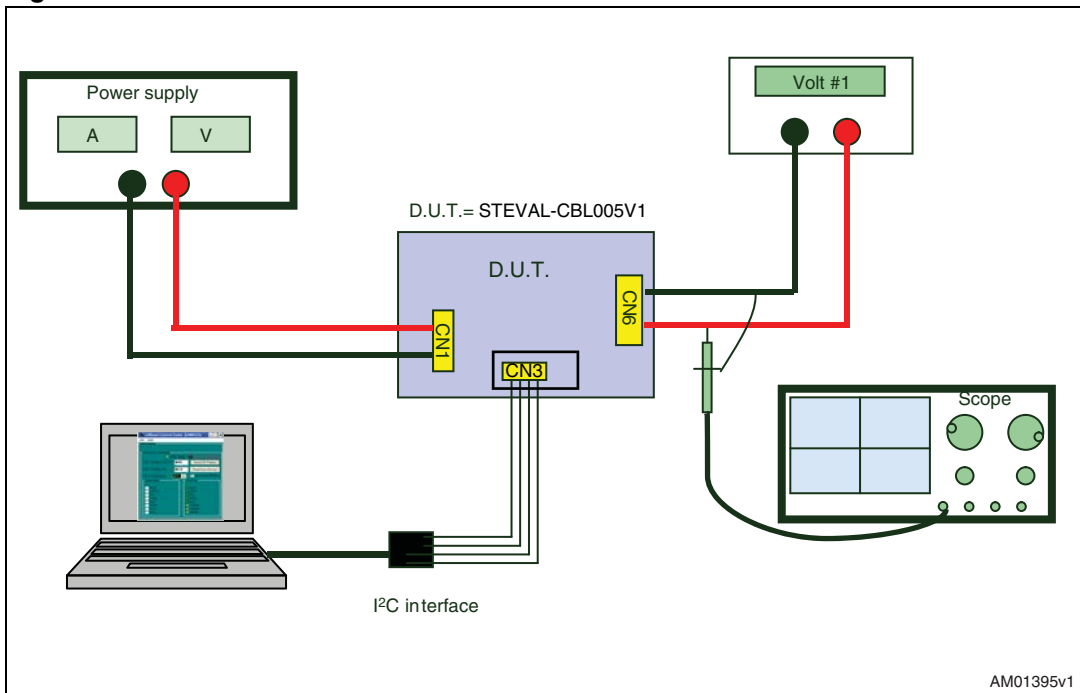 Power supply
A
V
Volt #1
D.U.T.= STEVAL-CBL005V1
D.U.T.
CN6
CN1
CN3
Scope
I²C interface
AM01395v1